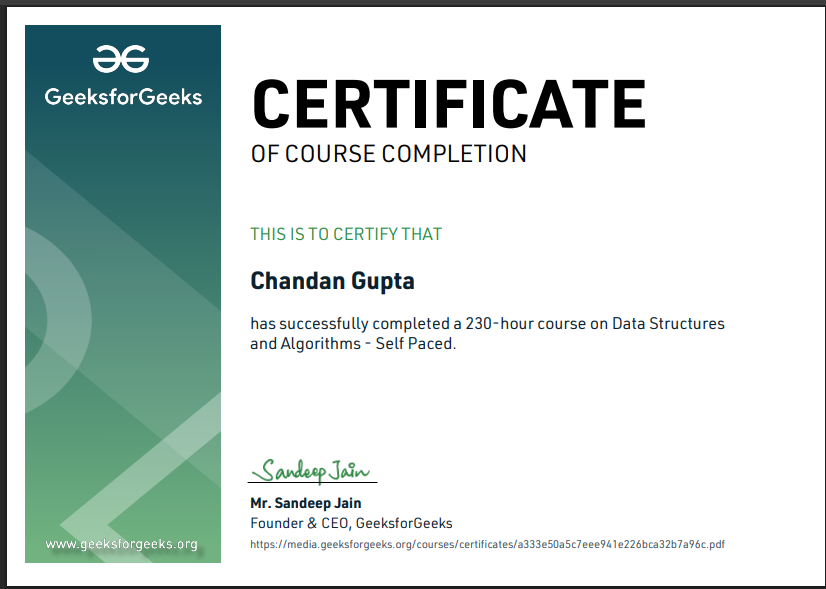 GeeksforGeeks
CERTIFICATE
OF COURSE COMPLETION
THIS IS TO CERTIFY THAT
Chandan Gupta
has successfully completed a 230-hour course on Data Structures
and Algorithms - Self Paced.
Sandeep Jain
Mr. Sandeep Jain
Founder & CEO, GeeksforGeeks
https://media.geeksforgeeks.org/courses/certificates/a333e50a5c7eee941e226bca32b7a96c.pdf
www.geeksforgeeks.org